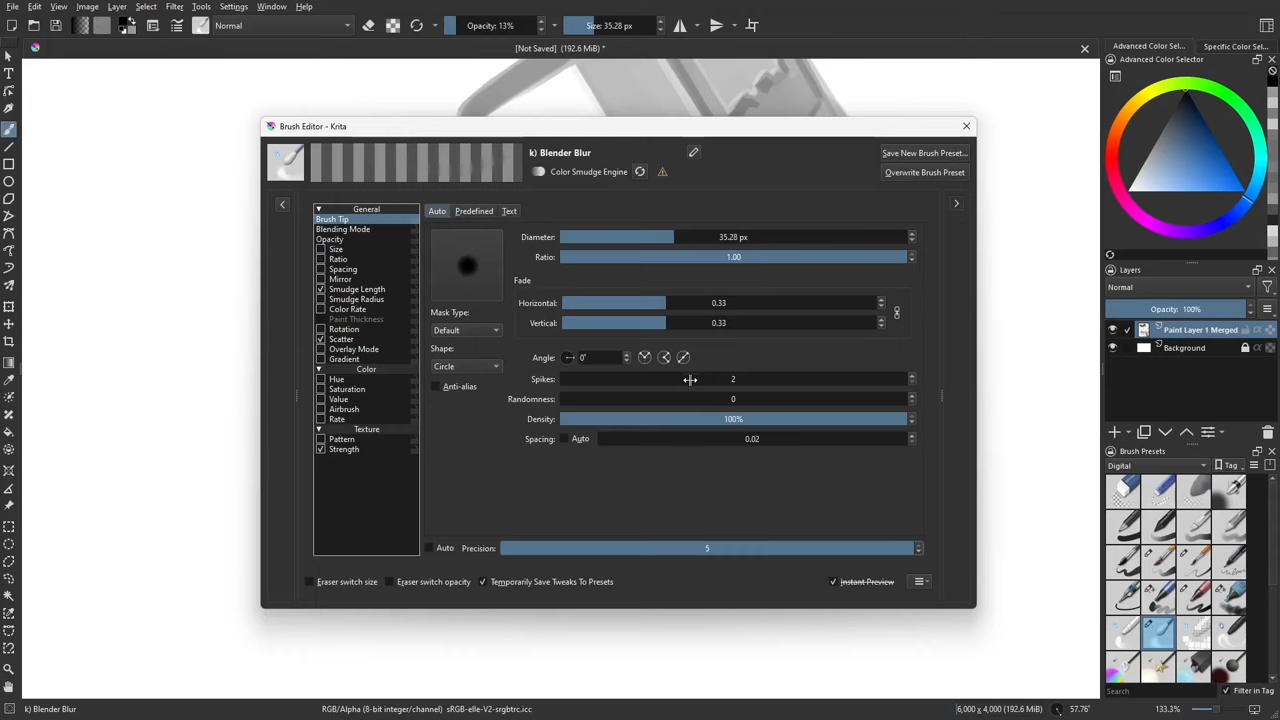 File Edit View Image Layer Select Filter Tools Settings Window Help
Normal Opacity: 13% Size: 35.28 px
[Not Saved] (192.6 MiB) *
Advanced Color Sel... Specific Color Sel...
Advanced Color Selector
Brush Editor - Krita
k) Blender Blur
Save New Brush Preset...
Color Smudge Engine
Overwrite Brush Preset
General
Brush Tip
Blending Mode
Opacity
Size
Ratio
Spacing
Mirror
Smudge Length
Smudge Radius
Color Rate
Paint Thickness
Rotation
Scatter
Overlay Mode
Gradient
Color
Hue
Saturation
Value
Airbrush
Rate
Texture
Pattern
Strength
Auto Predefined Text
Mask Type:
Default
Shape:
Circle
Anti-alias
Diameter: 35.28 px
Ratio: 1.00
Fade
Horizontal: 0.33
Vertical: 0.33
Angle: 0°
Spikes: 2
Randomness: 0
Density: 100%
Spacing: Auto 0.02
Auto Precision: 5
Eraser switch size Eraser switch opacity Temporarily Save Tweaks To Presets Instant Preview
Layers
Normal
Opacity: 100%
Paint Layer 1 Merged
Background
Brush Presets
Digital Tag
Search Filter in Tag
k) Blender Blur RGB/Alpha (8-bit integer/channel) sRGB-elle-V2-srgbtrc.icc 6,000 x 4,000 (192.6 MiB) 57.76° 133.3%